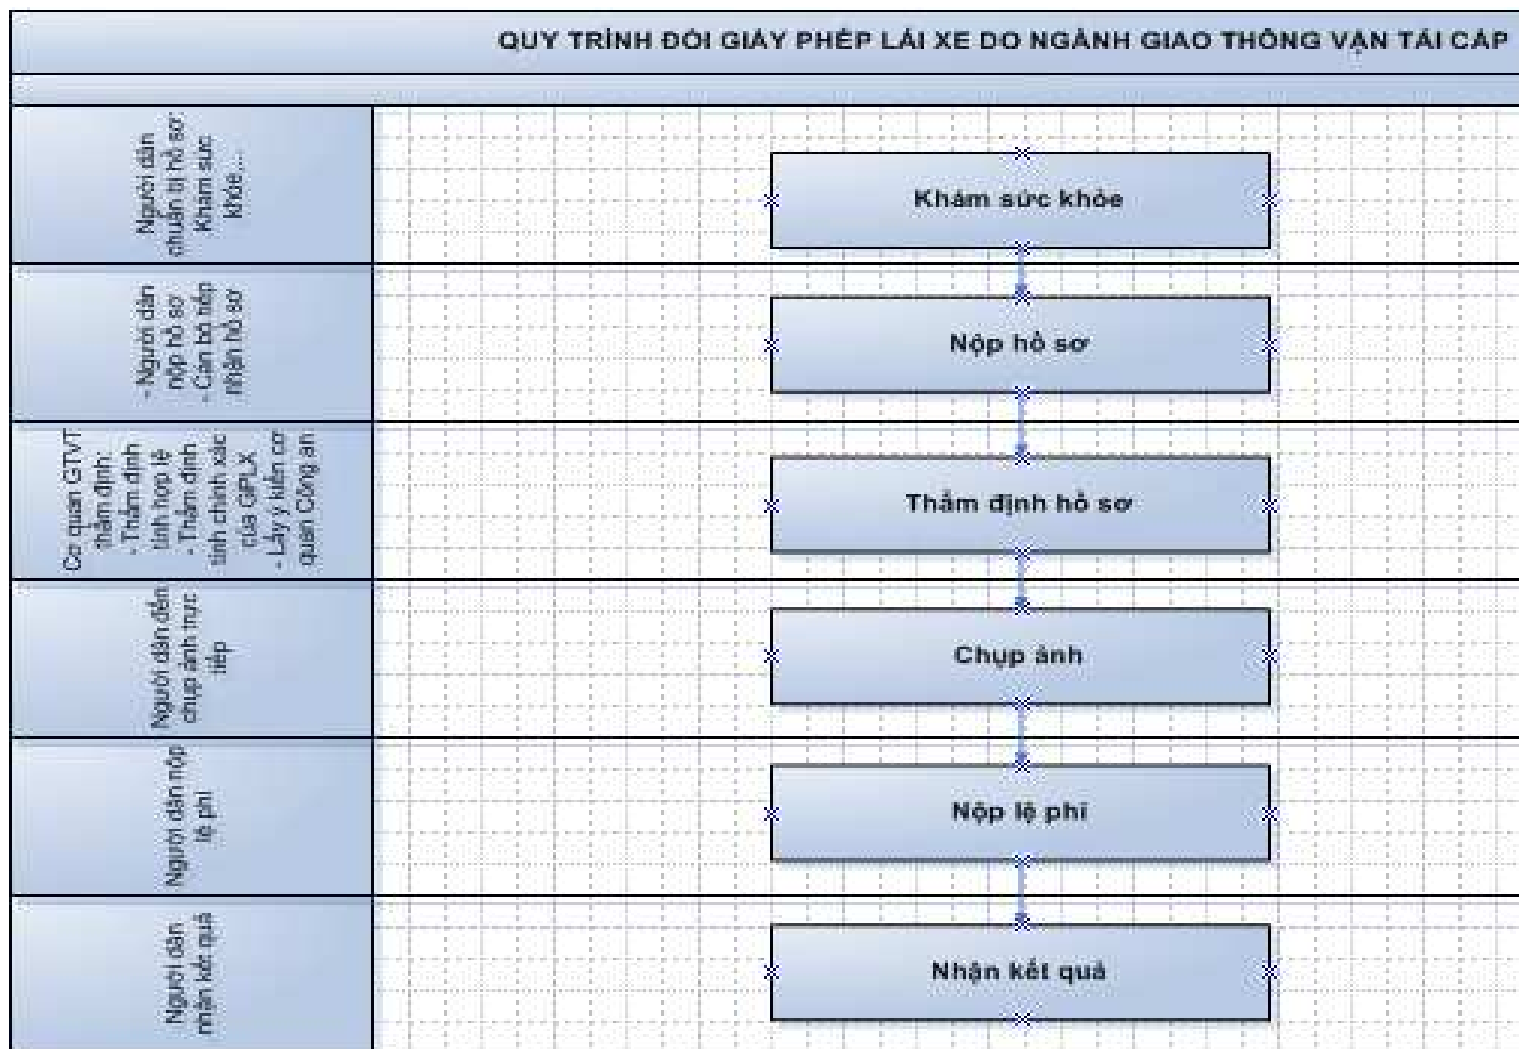 QUY TRÌNH ĐỔI GIẤY PHÉP LÁI XE DO NGÀNH GIAO THÔNG VẬN TẢI CẤP
Người dân
chuẩn bị hồ sơ:
Khám sức
khỏe,...
Khám sức khỏe
- Người dân
nộp hồ sơ
- Cán bộ tiếp
nhận hồ sơ
Nộp hồ sơ
Cơ quan GTVT
thẩm định:
- Thẩm định
tính hợp lệ
- Thẩm định
tính chính xác
của GPLX
- Lấy ý kiến cơ
quan Công an
Thẩm định hồ sơ
Người dân đến
chụp ảnh trực
tiếp
Chụp ảnh
Người dân nộp
lệ phí
Nộp lệ phí
Người dân
nhận kết quả
Nhận kết quả